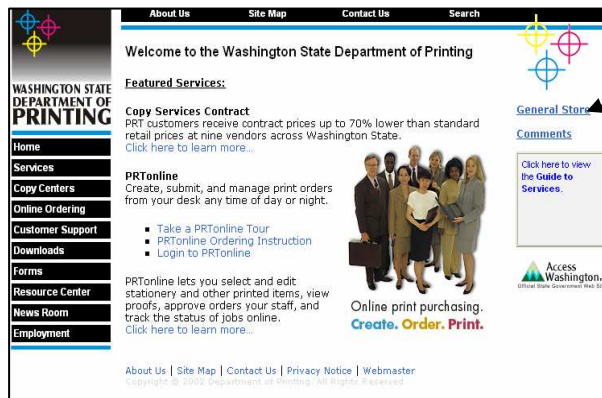 About Us Site Map Contact Us Search
WASHINGTON STATE
DEPARTMENT OF
PRINTING
Home
Services
Copy Centers
Online Ordering
Customer Support
Downloads
Forms
Resource Center
News Room
Employment
Welcome to the Washington State Department of Printing
Featured Services:
Copy Services Contract
PRT customers receive contract prices up to 70% lower than standard
retail prices at nine vendors across Washington State.
Click here to learn more...
PRTonline
Create, submit, and manage print orders
from your desk any time of day or night.
Take a PRTonline Tour
PRTonline Ordering Instruction
Login to PRTonline
PRTonline lets you select and edit
stationery and other printed items, view
proofs, approve orders your staff, and
track the status of jobs online.
Click here to learn more...
Online print purchasing.
Create. Order. Print.
General Store
Comments
Click here to view
the Guide to
Services.
Access
Washington.
Official State Government Web Si
About Us | Site Map | Contact Us | Privacy Notice | Webmaster
Copyright © 2002 Department of Printing/All Rights Reserved